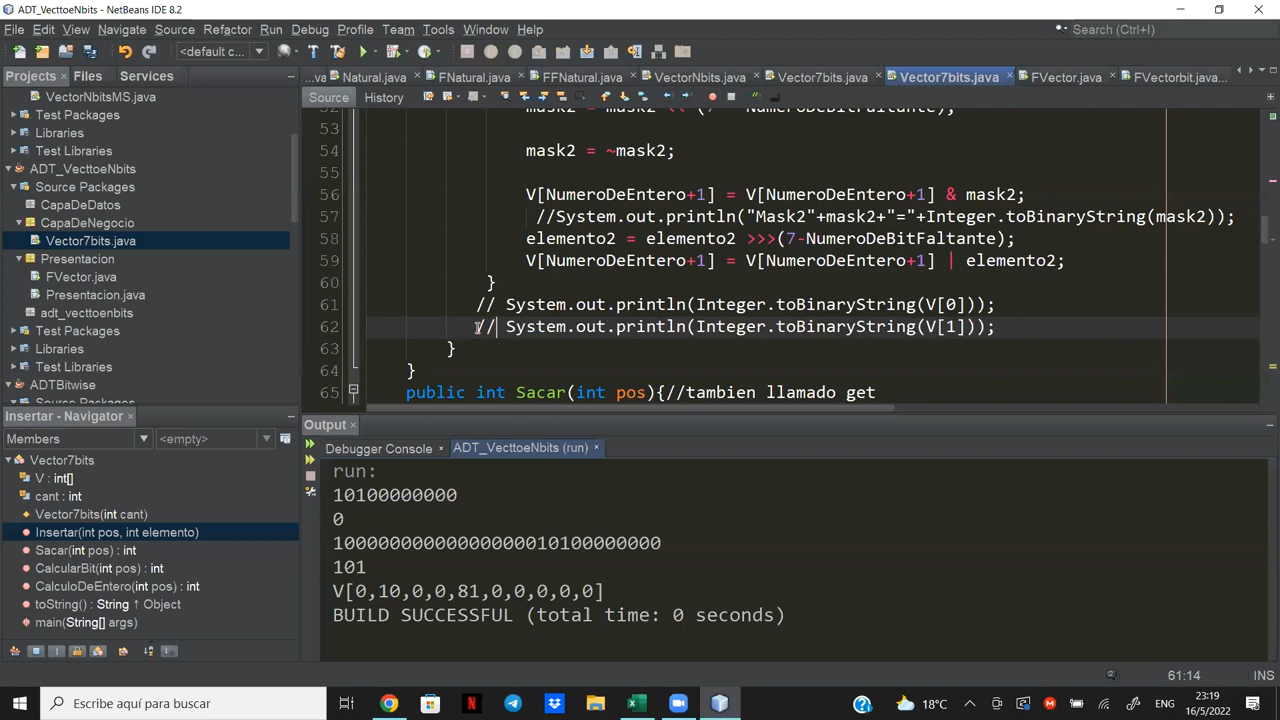 ADT_VecttoeNbits - NetBeans IDE 8.2
File Edit View Navigate Source Refactor Run Debug Profile Team Tools Window Help
Search (Ctrl+I)
<default c...
Projects Files Services
...va Natural.java FNatural.java FFNatural.java VectorNbits.java Vector7bits.java Vector7bits.java FVector.java FVectorbit.java...
Source History
VectorNbitsMS.java
Test Packages
Libraries
Test Libraries
ADT_VecttoeNbits
Source Packages
CapaDeDatos
CapaDeNegocio
Vector7bits.java
Presentacion
FVector.java
Presentacion.java
adt_vecttoenbits
Test Packages
Libraries
Test Libraries
ADTBitwise
Source Packages
53
54 mask2 = ~mask2;
55
56 V[NumeroDeEntero+1] = V[NumeroDeEntero+1] & mask2;
57 //System.out.println("Mask2"+mask2+"="+Integer.toBinaryString(mask2));
58 elemento2 = elemento2 >>>(7-NumeroDeBitFaltante);
59 V[NumeroDeEntero+1] = V[NumeroDeEntero+1] | elemento2;
60 }
61 // System.out.println(Integer.toBinaryString(V[0]));
62 // System.out.println(Integer.toBinaryString(V[1]));
63 }
64 }
65 public int Sacar(int pos){//tambien llamado get
Insertar - Navigator
Members <empty>
Vector7bits
V : int[]
cant : int
Vector7bits(int cant)
Insertar(int pos, int elemento)
Sacar(int pos) : int
CalcularBit(int pos) : int
CalculoDeEntero(int pos) : int
toString() : String ↑ Object
main(String[] args)
Output
Debugger Console ADT_VecttoeNbits (run)
run:
10100000000
0
1000000000000000010100000000
101
V[0,10,0,0,81,0,0,0,0,0]
BUILD SUCCESSFUL (total time: 0 seconds)
61:14 INS
Escribe aquí para buscar
18°C
ENG
23:19
16/5/2022